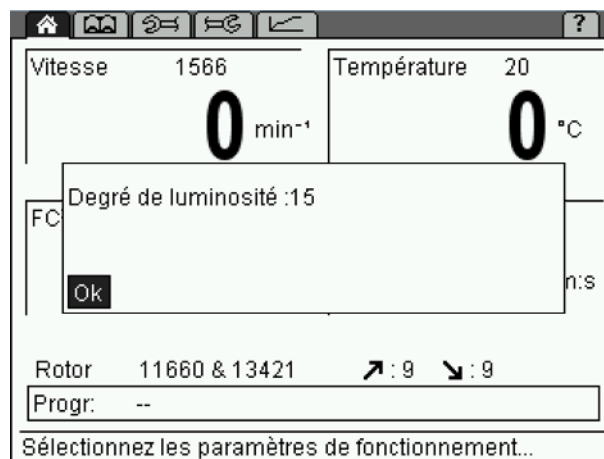 ?
Vitesse 1566
0 min⁻¹
Température 20
0 °C
Degré de luminosité :15
FC
n:s
Ok
Rotor 11660 & 13421 : 9 : 9
Progr: --
Sélectionnez les paramètres de fonctionnement...